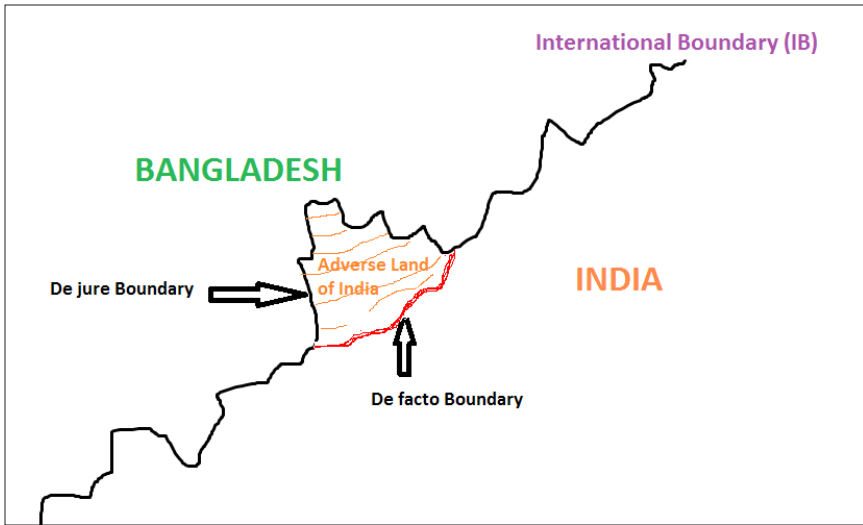 International Boundary (IB)
BANGLADESH
Adverse Land
of India
INDIA
De jure Boundary
De facto Boundary